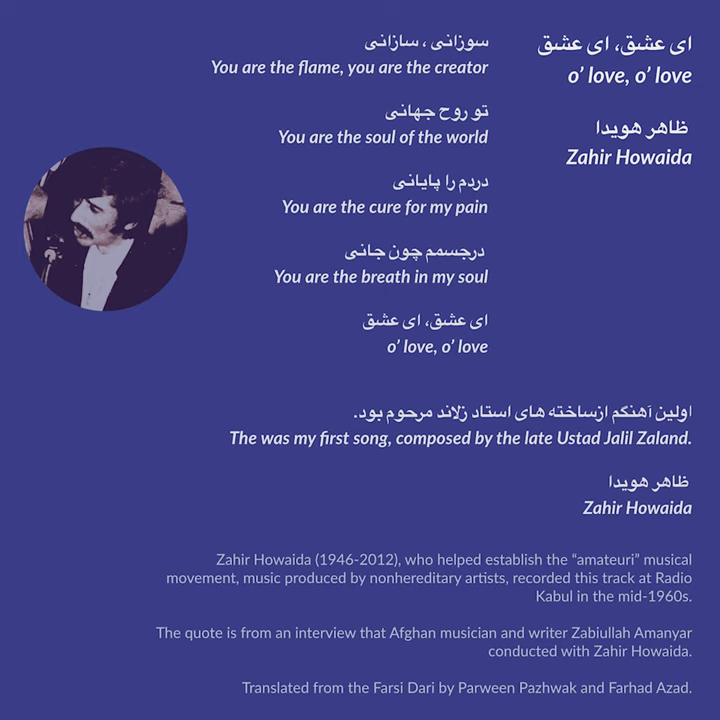 ای عشق، ای عشق
o’ love, o’ love
ظاهر هویدا
Zahir Howaida
سوزانی ، سازانی
You are the flame, you are the creator
تو روح جهانی
You are the soul of the world
دردم را پایانی
You are the cure for my pain
درجسمم چون جانی
You are the breath in my soul
ای عشق، ای عشق
o’ love, o’ love
اولین آهنگم ازساخته های استاد زلاند مرحوم بود.
The was my first song, composed by the late Ustad Jalil Zaland.
ظاهر هویدا
Zahir Howaida
Zahir Howaida (1946-2012), who helped establish the “amateuri” musical
movement, music produced by nonhereditary artists, recorded this track at Radio
Kabul in the mid-1960s.
The quote is from an interview that Afghan musician and writer Zabiullah Amanyar
conducted with Zahir Howaida.
Translated from the Farsi Dari by Parween Pazhwak and Farhad Azad.